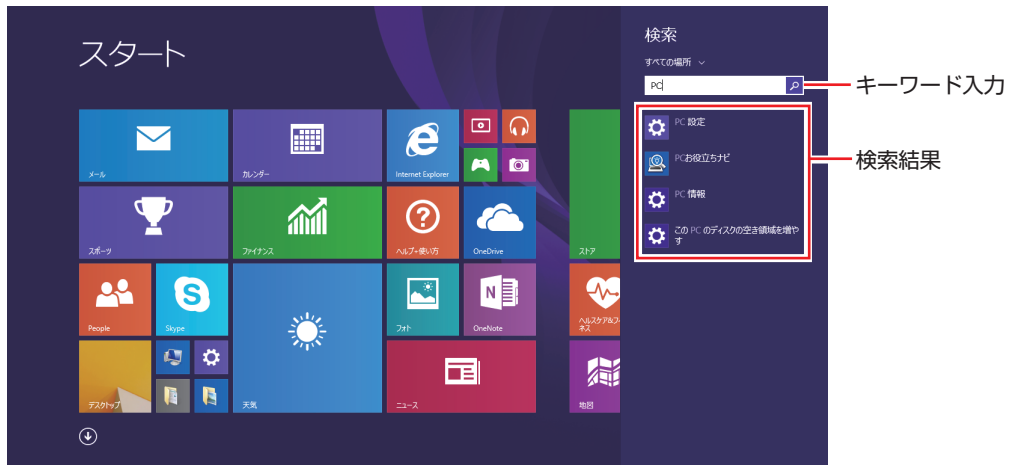 スタート
メール
カレンダー
Internet Explorer
スポーツ
ファイナンス
ヘルプ+使い方
OneDrive
ストア
People
Skype
天気
フォト
OneNote
ヘルスケア&フィットネス
デスクトップ
ニュース
地図
検索
すべての場所
PC
PC 設定
PCお役立ちナビ
PC 情報
この PC のディスクの空き領域を増や
す
キーワード入力
検索結果